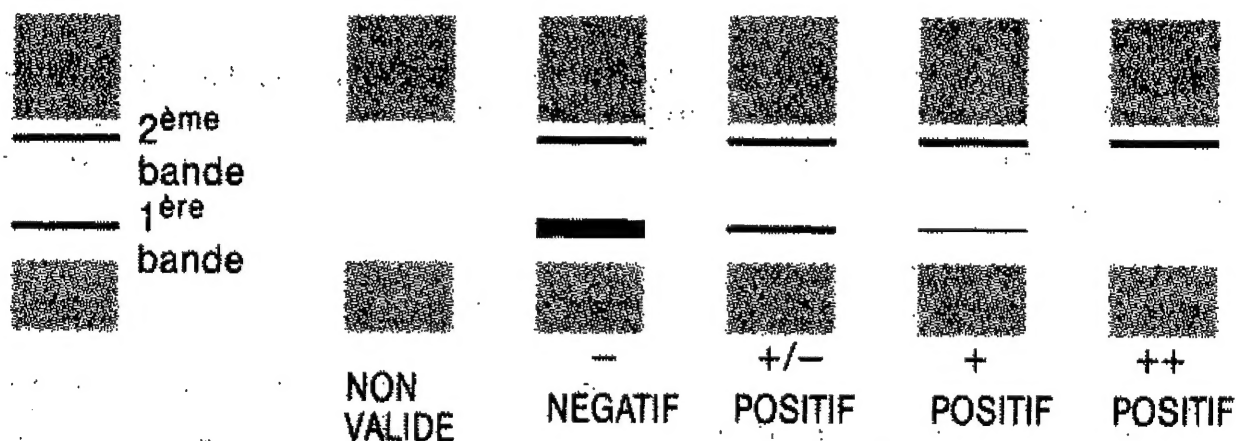 2ème
bande
1ère
bande
NON
VALIDE
-
NEGATIF
+/-
POSITIF
+
POSITIF
++
POSITIF